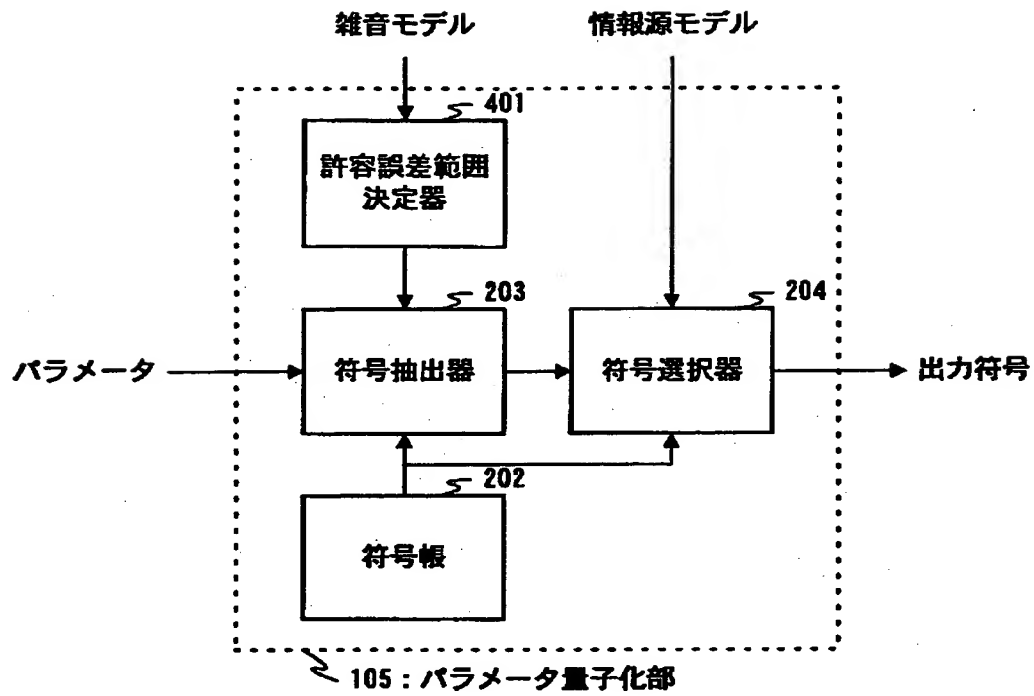 雑音モデル
情報源モデル
401
許容誤差範囲
決定器
203
204
パラメータ
符号抽出器
符号選択器
出力符号
202
符号帳
105：パラメータ量子化部